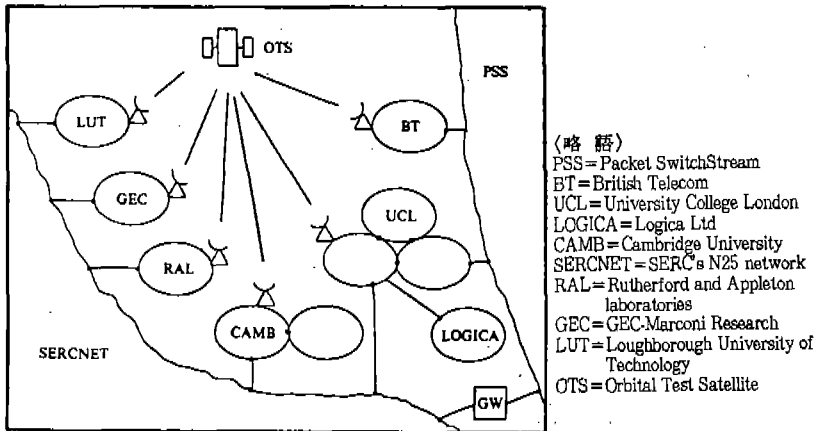 OTS
PSS
LUT
BT
GEC
UCL
RAL
CAMB
LOGICA
SERCNET
GW
〈略 語〉
PSS=Packet SwitchStream
BT=British Telecom
UCL=University College London
LOGICA=Logica Ltd
CAMB=Cambridge University
SERCNET=SERC's N25 network
RAL=Rutherford and Appleton
laboratories
GEC=GEC-Marconi Research
LUT=Loughborough University of
Technology
OTS=Orbital Test Satellite